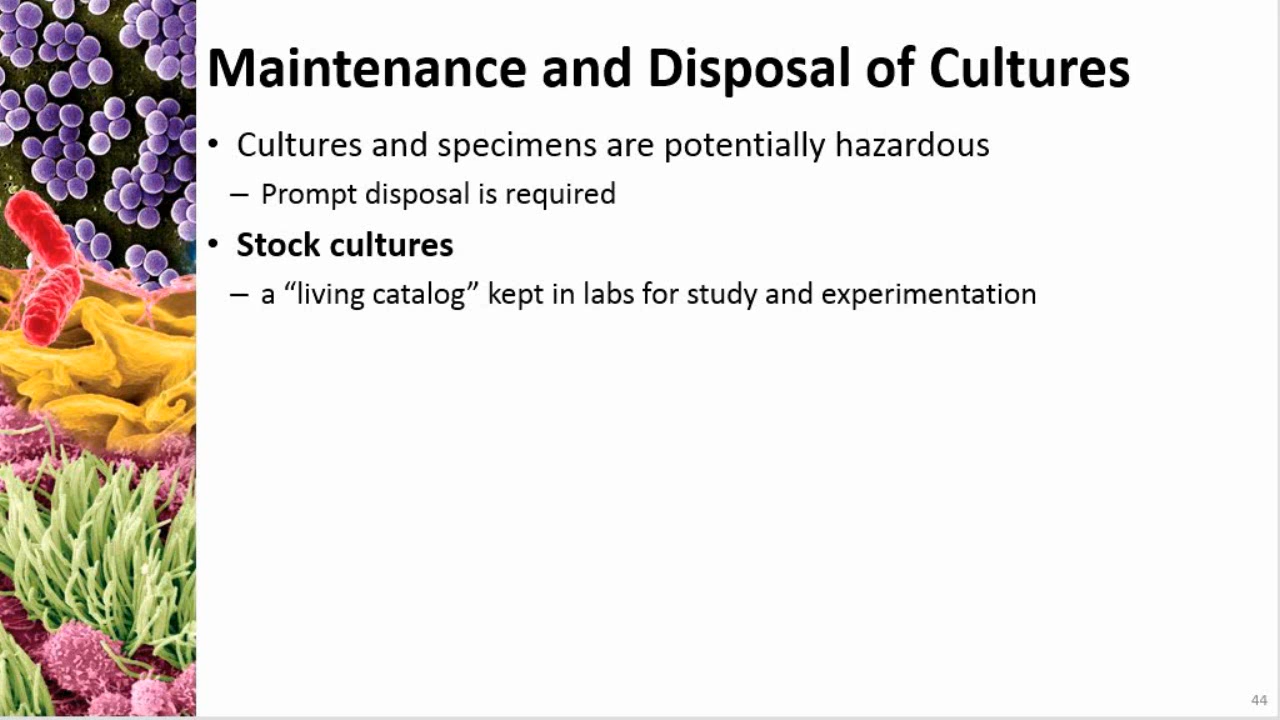 Maintenance and Disposal of Cultures
• Cultures and specimens are potentially hazardous
– Prompt disposal is required
• Stock cultures
– a “living catalog” kept in labs for study and experimentation
44